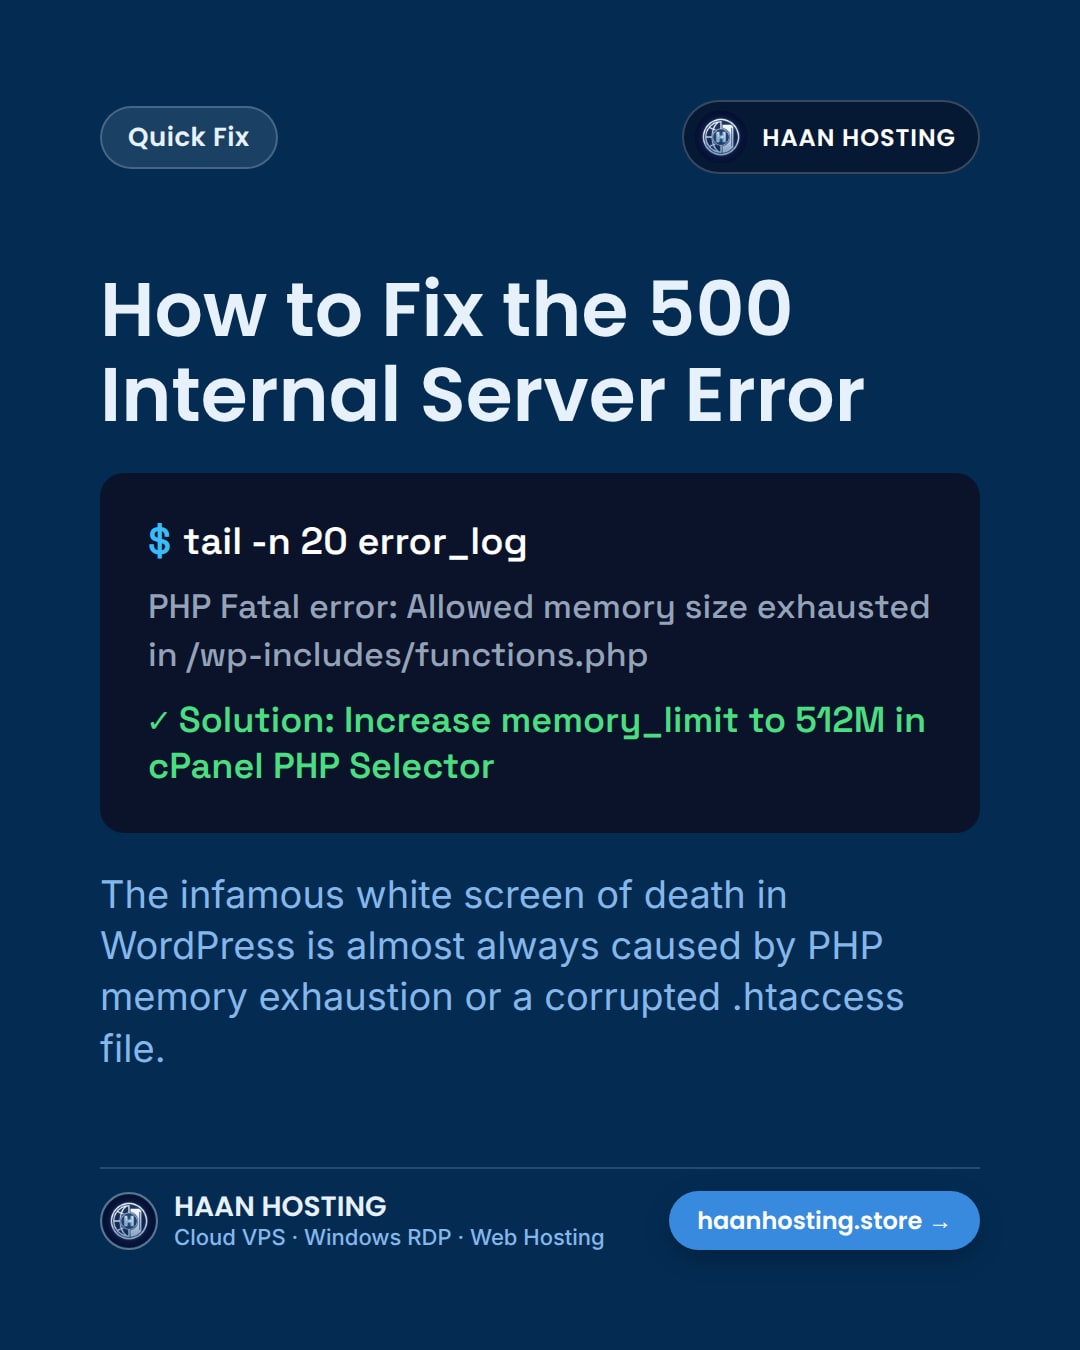 Quick Fix
HAAN HOSTING
How to Fix the 500
Internal Server Error
$ tail -n 20 error_log
PHP Fatal error: Allowed memory size exhausted
in /wp-includes/functions.php
✓ Solution: Increase memory_limit to 512M in
cPanel PHP Selector
The infamous white screen of death in
WordPress is almost always caused by PHP
memory exhaustion or a corrupted .htaccess
file.
HAAN HOSTING
Cloud VPS · Windows RDP · Web Hosting
haanhosting.store →